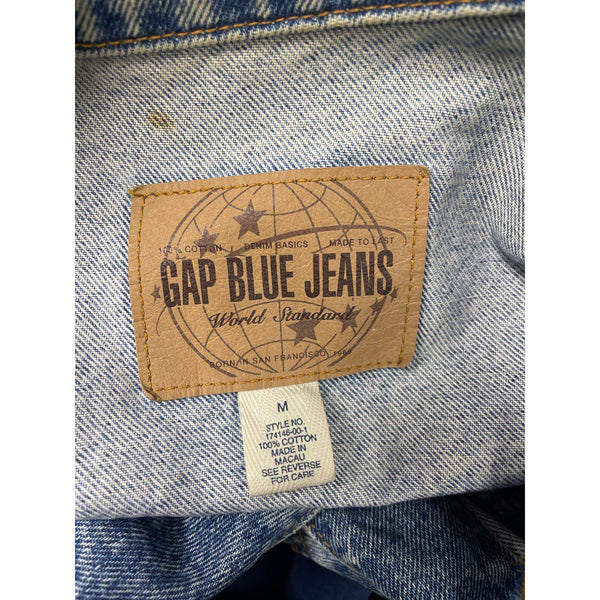 100% COTTON DENIM BASICS MADE TO LAST
GAP BLUE JEANS
World Standard
BORN IN SAN FRANCISCO, 1969
M
STYLE NO.
174146-00-1
100% COTTON
MADE IN
MACAU
SEE REVERSE
FOR CARE